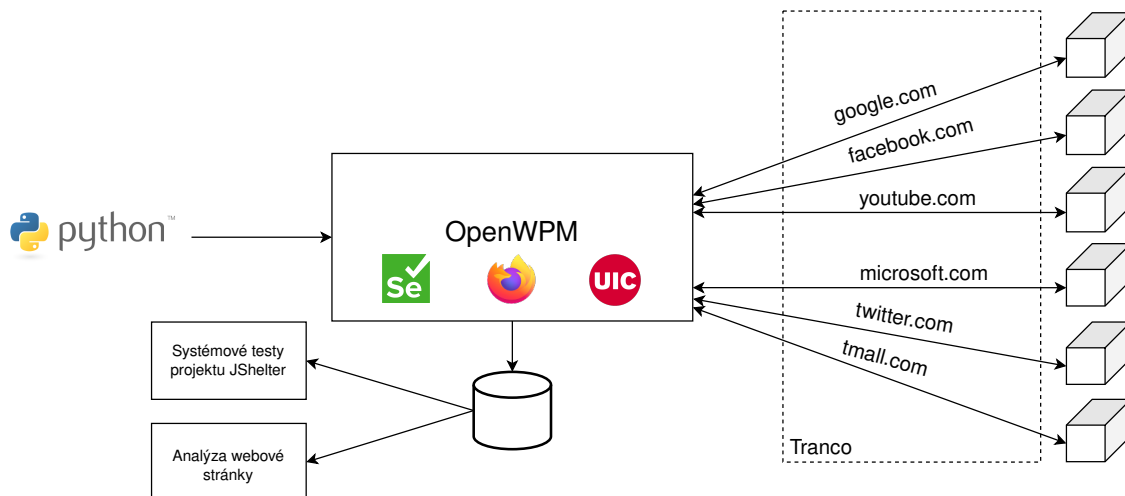 google.com
facebook.com
youtube.com
python™
OpenWPM
Se
UIC
microsoft.com
twitter.com
tmall.com
Systémové testy
projektu JShelter
Analýza webové
stránky
Tranco